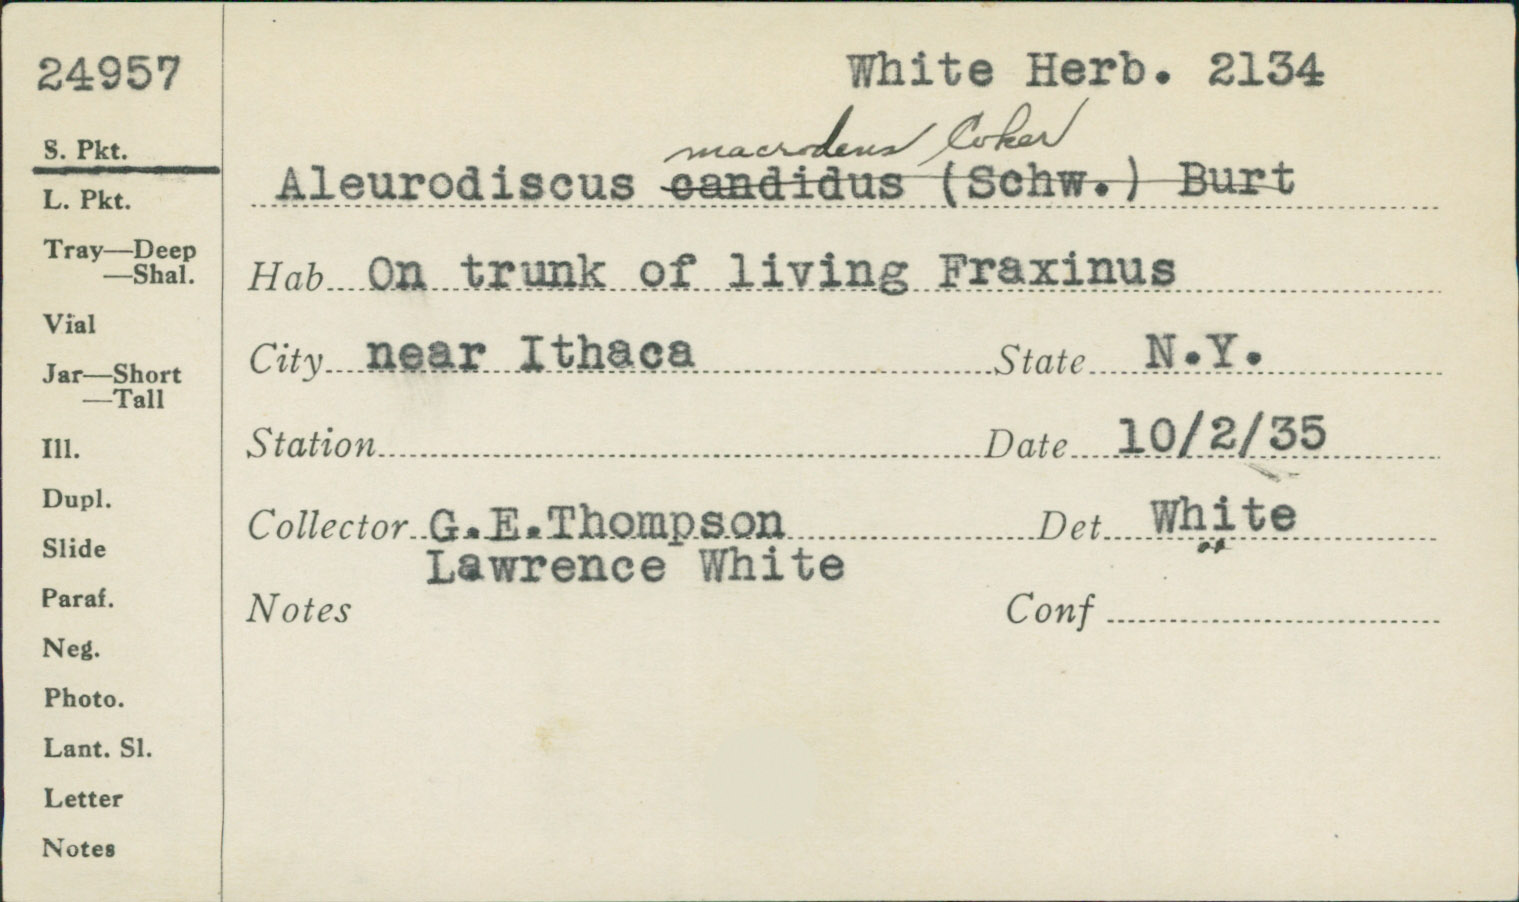 24957
White Herb. 2134
S. Pkt.
L. Pkt.
Tray—Deep
—Shal.
Vial
Jar—Short
—Tall
Ill.
Dupl.
Slide
Paraf.
Neg.
Photo.
Lant. Sl.
Letter
Notes
macrodens Coker
Aleurodiscus candidus (Schw.) Burt
Hab On trunk of living Fraxinus
City near Ithaca State N.Y.
Station Date 10/2/35
Collector G.E.Thompson Det White
Lawrence White
Notes Conf